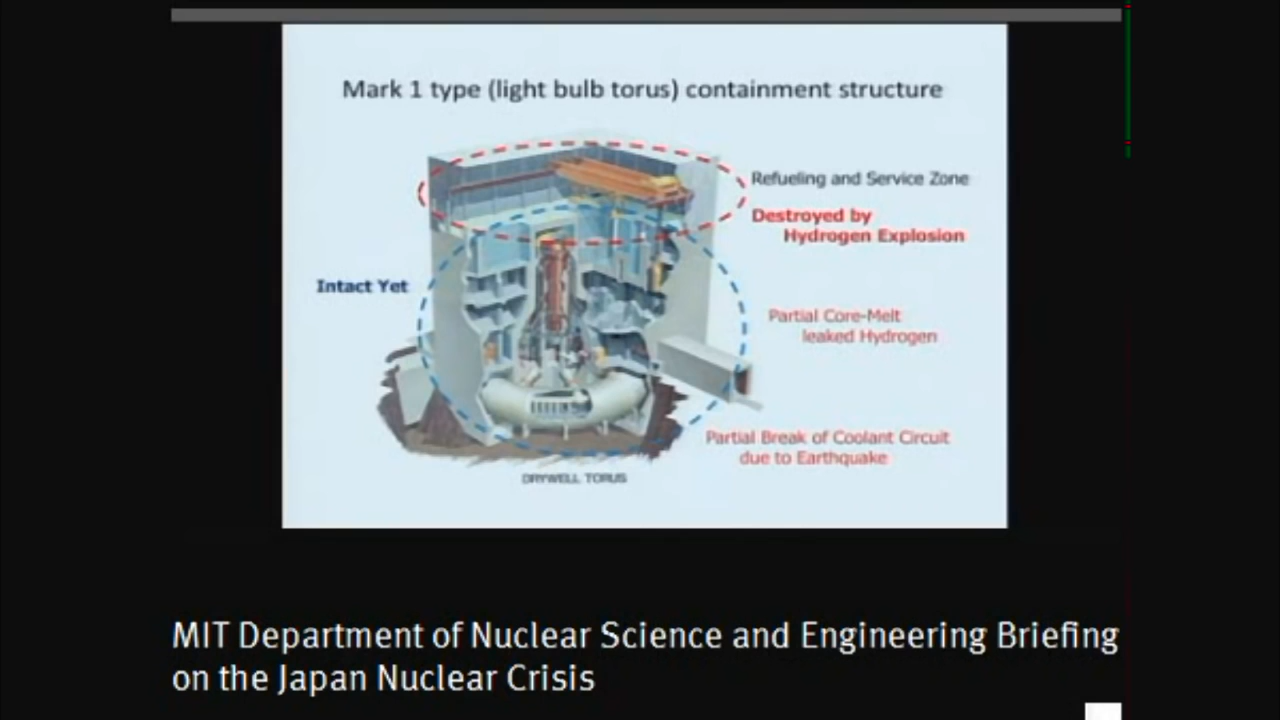 Mark 1 type (light bulb torus) containment structure
Refueling and Service Zone
Destroyed by
Hydrogen Explosion
Intact Yet
Partial Core-Melt
leaked Hydrogen
Partial Break of Coolant Circuit
due to Earthquake
DRYWELL TORUS
MIT Department of Nuclear Science and Engineering Briefing
on the Japan Nuclear Crisis